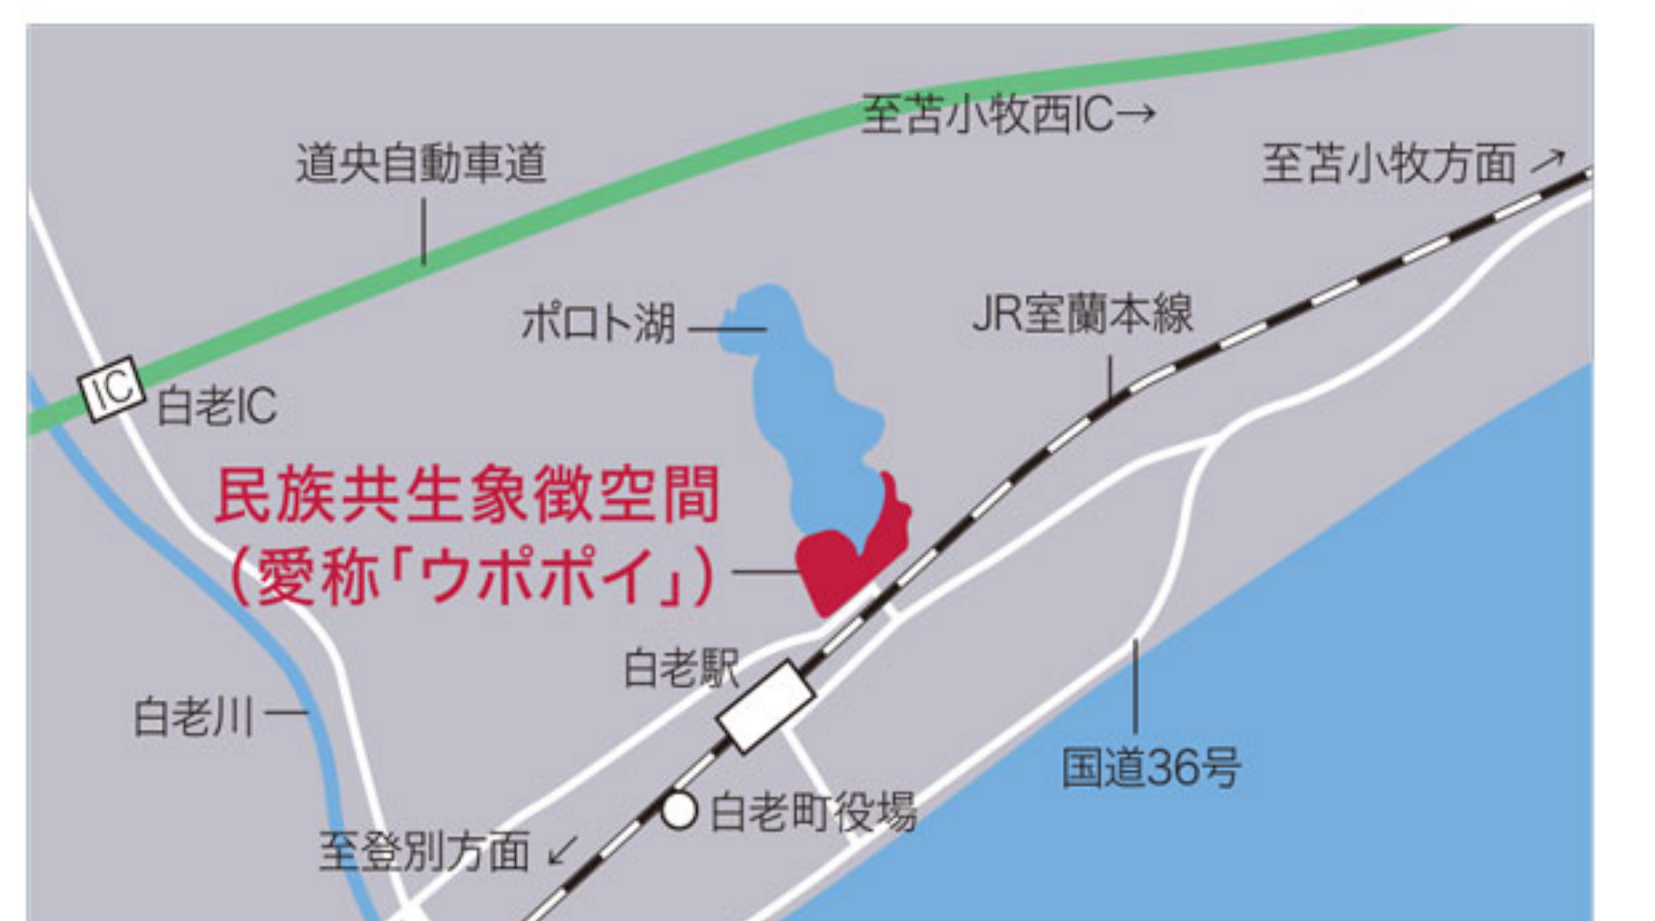 至苫小牧西IC→
道央自動車道
至苫小牧方面↗
ポロト湖
JR室蘭本線
IC
白老IC
民族共生象徴空間
(愛称「ウポポイ」)
白老駅
白老川
国道36号
白老町役場
至登別方面↙